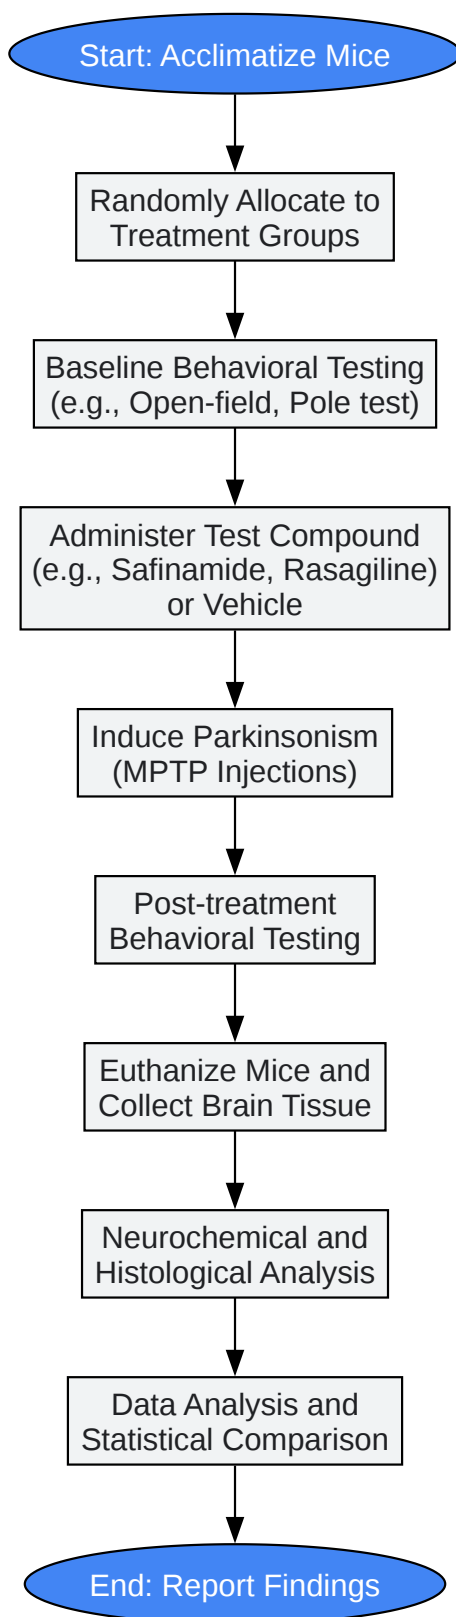 Start: Acclimatize Mice
Randomly Allocate to
Treatment Groups
Baseline Behavioral Testing
(e.g., Open-field, Pole test)
Administer Test Compound
(e.g., Safinamide, Rasagiline)
or Vehicle
Induce Parkinsonism
(MPTP Injections)
Post-treatment
Behavioral Testing
Euthanize Mice and
Collect Brain Tissue
Neurochemical and
Histological Analysis
Data Analysis and
Statistical Comparison
End: Report Findings